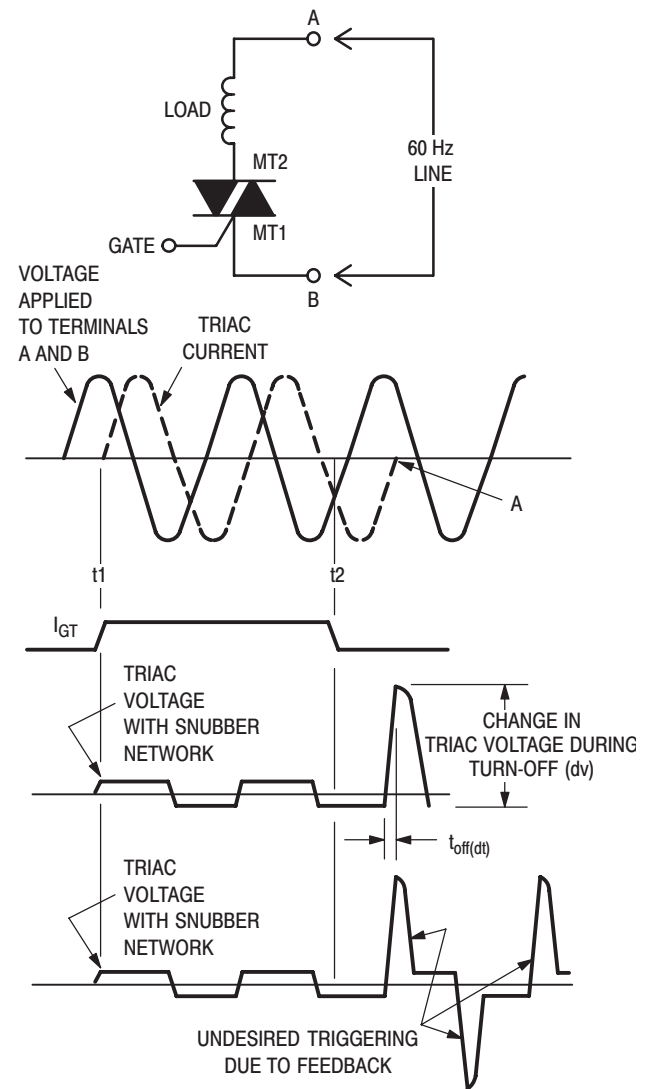 A
LOAD
MT2
60 Hz
LINE
MT1
GATE
B
VOLTAGE
APPLIED
TO TERMINALS
A AND B
TRIAC
CURRENT
A
t1
t2
IGT
TRIAC
VOLTAGE
WITH SNUBBER
NETWORK
CHANGE IN
TRIAC VOLTAGE DURING
TURN-OFF (dv)
toff(dt)
TRIAC
VOLTAGE
WITH SNUBBER
NETWORK
UNDESIRED TRIGGERING
DUE TO FEEDBACK